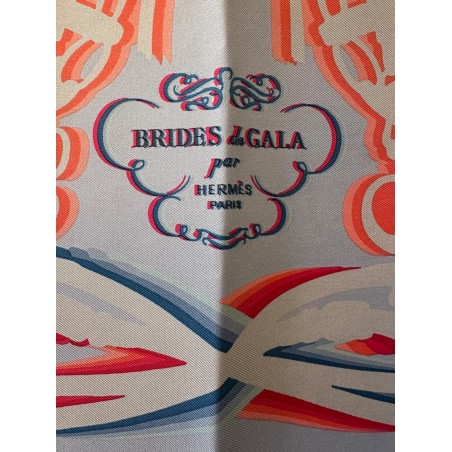 BRIDES de GALA
par
HERMÈS
PARIS